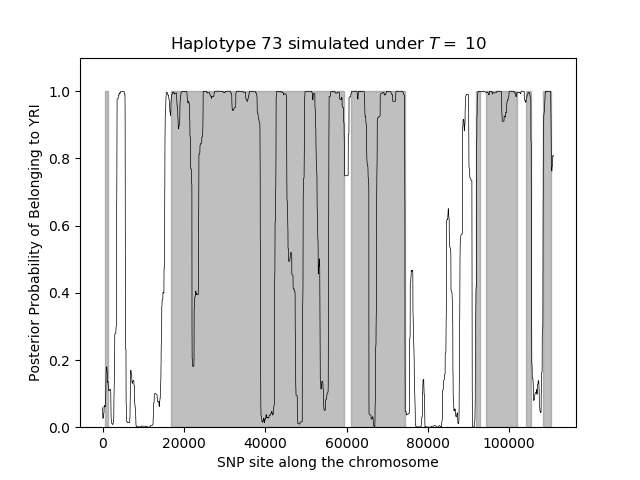 Haplotype 73 simulated under T = 10
Posterior Probability of Belonging to YRI
1.0
0.8
0.6
0.4
0.2
0.0
0 20000 40000 60000 80000 100000
SNP site along the chromosome